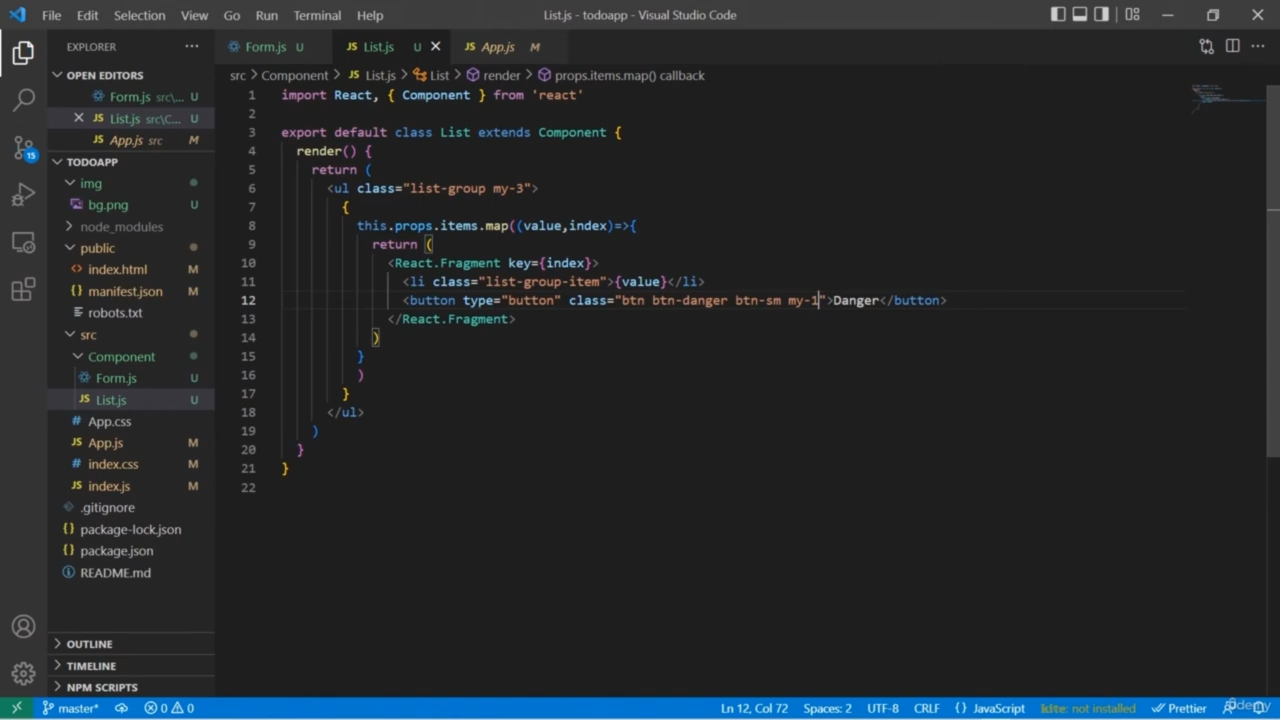 File Edit Selection View Go Run Terminal Help List.js - todoapp - Visual Studio Code
EXPLORER
OPEN EDITORS
Form.js src\... U
List.js src\C... U
App.js src M
TODOAPP
img
bg.png U
node_modules
public
index.html M
manifest.json M
robots.txt
src
Component
Form.js U
List.js U
App.css
App.js M
index.css M
index.js M
.gitignore
package-lock.json
package.json
README.md
OUTLINE
TIMELINE
NPM SCRIPTS
15
Form.js U List.js U App.js M
src > Component > List.js > List > render > props.items.map() callback
1 import React, { Component } from 'react'
2
3 export default class List extends Component {
4 render() {
5 return (
6 <ul class="list-group my-3">
7 {
8 this.props.items.map((value,index)=>{
9 return (
10 <React.Fragment key={index}>
11 <li class="list-group-item">{value}</li>
12 <button type="button" class="btn btn-danger btn-sm my-1">Danger</button>
13 </React.Fragment>
14 )
15 }
16 )
17 }
18 </ul>
19 )
20 }
21 }
22
master* 0 0 Ln 12, Col 72 Spaces: 2 UTF-8 CRLF {} JavaScript kite: not installed Prettier
Udemy